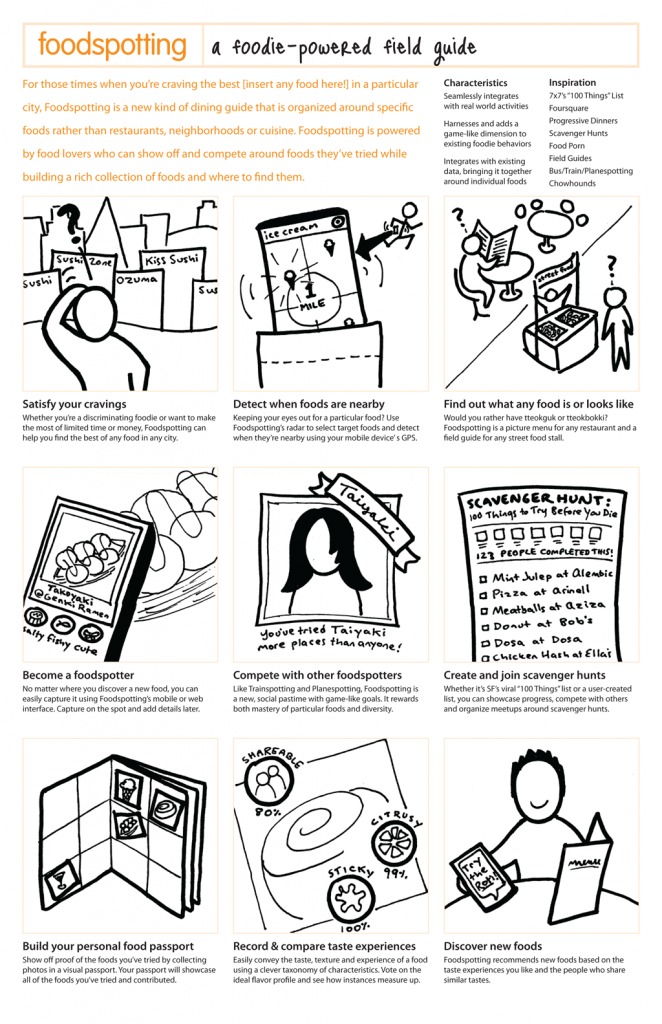 foodspotting
a foodie-powered field guide
For those times when you're craving the best [insert any food here!] in a particular
city, Foodspotting is a new kind of dining guide that is organized around specific
foods rather than restaurants, neighborhoods or cuisine. Foodspotting is powered
by food lovers who can show off and compete around foods they've tried while
building a rich collection of foods and where to find them.
Characteristics
Seamlessly integrates
with real world activities
Harnesses and adds a
game-like dimension to
existing foodie behaviors
Integrates with existing
data, bringing it together
around individual foods
Inspiration
7x7's "100 Things" List
Foursquare
Progressive Dinners
Scavenger Hunts
Food Porn
Field Guides
Bus/Train/Planespotting
Chowhounds
?
Sushi Zone
Kiss Sushi
Sushi
Ozuma
Sus
Satisfy your cravings
Whether you're a discriminating foodie or want to make
the most of limited time or money, Foodspotting can
help you find the best of any food in any city.
ice cream
1
MILE
Detect when foods are nearby
Keeping your eyes out for a particular food? Use
Foodspotting's radar to select target foods and detect
when they're nearby using your mobile device's GPS.
?
street food
?
Find out what any food is or looks like
Would you rather have tteokguk or tteokbokki?
Foodspotting is a picture menu for any restaurant and a
field guide for any street food stall.
Takoyaki
@Genki Ramen
salty fishy cute
Become a foodspotter
No matter where you discover a new food, you can
easily capture it using Foodspotting's mobile or web
interface. Capture on the spot and add details later.
Taiyaki
You've tried Taiyaki
more places than anyone!
Compete with other foodspotters
Like Trainspotting and Planespotting, Foodspotting is
a new, social pastime with game-like goals. It rewards
both mastery of particular foods and diversity.
SCAVENGER HUNT:
100 Things to Try Before You Die
123 PEOPLE COMPLETED THIS!
Mint Julep at Alembic
Pizza at Arinell
Meatballs at Aziza
Donut at Bob's
Dosa at Dosa
Chicken Hash at Ella's
Create and join scavenger hunts
Whether it's SF's viral "100 Things" list or a user-created
list, you can showcase progress, compete with others
and organize meetups around scavenger hunts.
Build your personal food passport
Show off proof of the foods you've tried by collecting
photos in a visual passport. Your passport will showcase
all of the foods you've tried and contributed.
SHAREABLE
80%
CITRUSY
99%
STICKY
100%
Record & compare taste experiences
Easily convey the taste, texture and experience of a food
using a clever taxonomy of characteristics. Vote on the
ideal flavor profile and see how instances measure up.
Try
the
Roti!
menu
Discover new foods
Foodspotting recommends new foods based on the
taste experiences you like and the people who share
similar tastes.